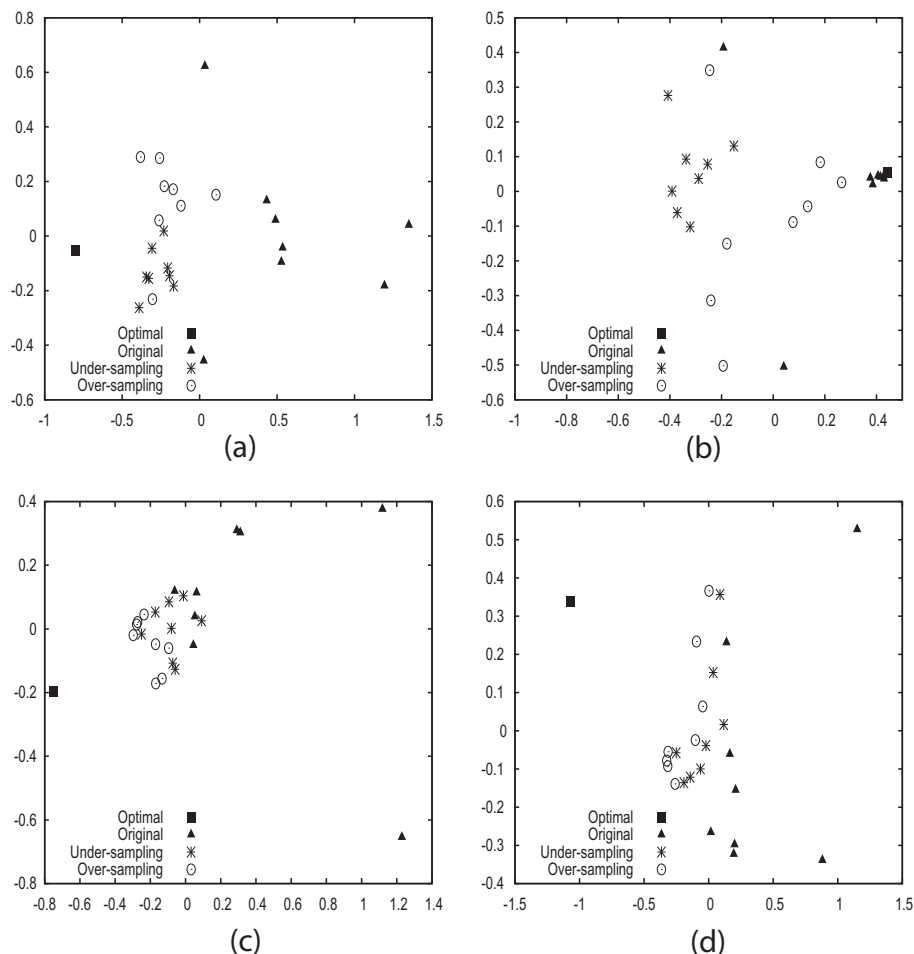 0.8
0.6
0.4
0.2
0
-0.2
-0.4
-0.6
-1 -0.5 0 0.5 1 1.5
Optimal
Original
Under-sampling
Over-sampling
(a)
0.5
0.4
0.3
0.2
0.1
0
-0.1
-0.2
-0.3
-0.4
-0.5
-0.6
-1 -0.8 -0.6 -0.4 -0.2 0 0.2 0.4
Optimal
Original
Under-sampling
Over-sampling
(b)
0.4
0.2
0
-0.2
-0.4
-0.6
-0.8
-0.8 -0.6 -0.4 -0.2 0 0.2 0.4 0.6 0.8 1 1.2 1.4
Optimal
Original
Under-sampling
Over-sampling
(c)
0.6
0.5
0.4
0.3
0.2
0.1
0
-0.1
-0.2
-0.3
-0.4
-1.5 -1 -0.5 0 0.5 1 1.5
Optimal
Original
Under-sampling
Over-sampling
(d)